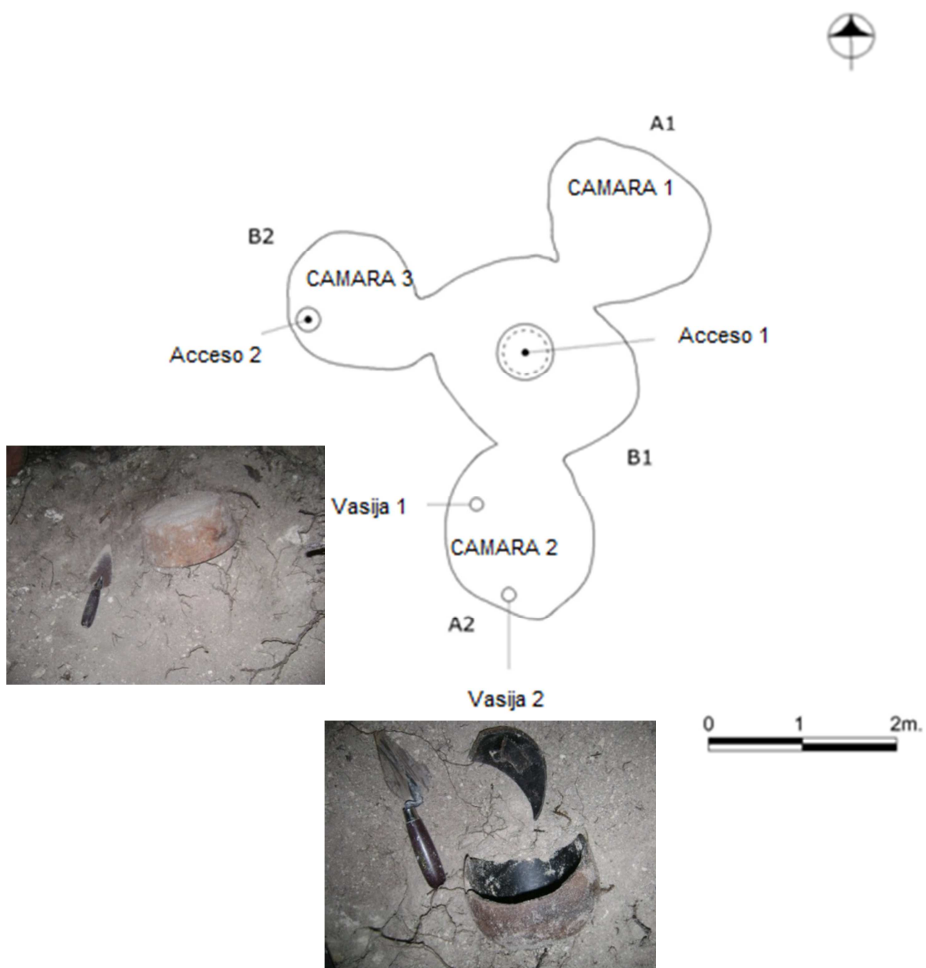 A1
CAMARA 1
B2
CAMARA 3
Acceso 1
Acceso 2
B1
Vasija 1
CAMARA 2
A2
Vasija 2
0 1 2m.